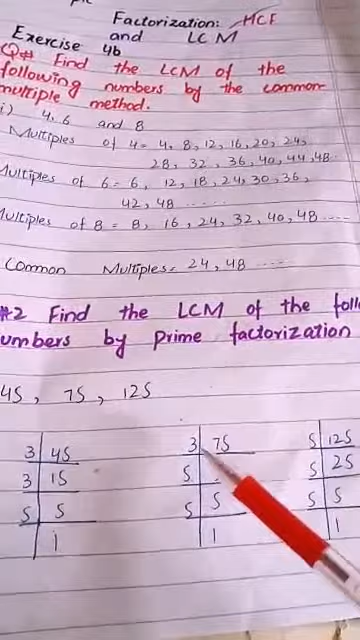 Factorization: HCF
and LCM
Exercise 4b
Q#1 Find the LCM of the
following numbers by the common
multiple method.
i) 4, 6 and 8
Multiples of 4 = 4, 8, 12, 16, 20, 24,
28, 32, 36, 40, 44, 48
Multiples of 6 = 6, 12, 18, 24, 30, 36,
42, 48 .....
Multiples of 8 = 8, 16, 24, 32, 40, 48 .....
Common Multiples = 24, 48 .....
#2 Find the LCM of the foll
umbers by prime factorization
45, 75, 125
3 45 3 75 5 125
3 15 5 5 25
5 5 5 5 5 5
1 1 1